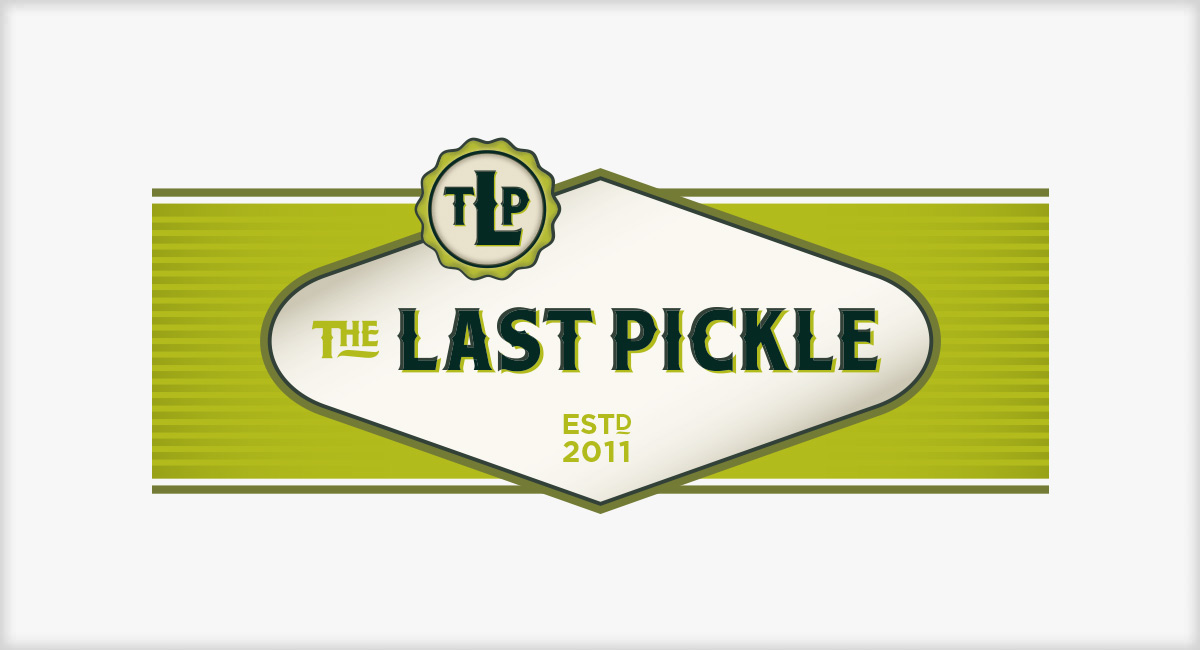 TLP
THE LAST PICKLE
ESTD
2011